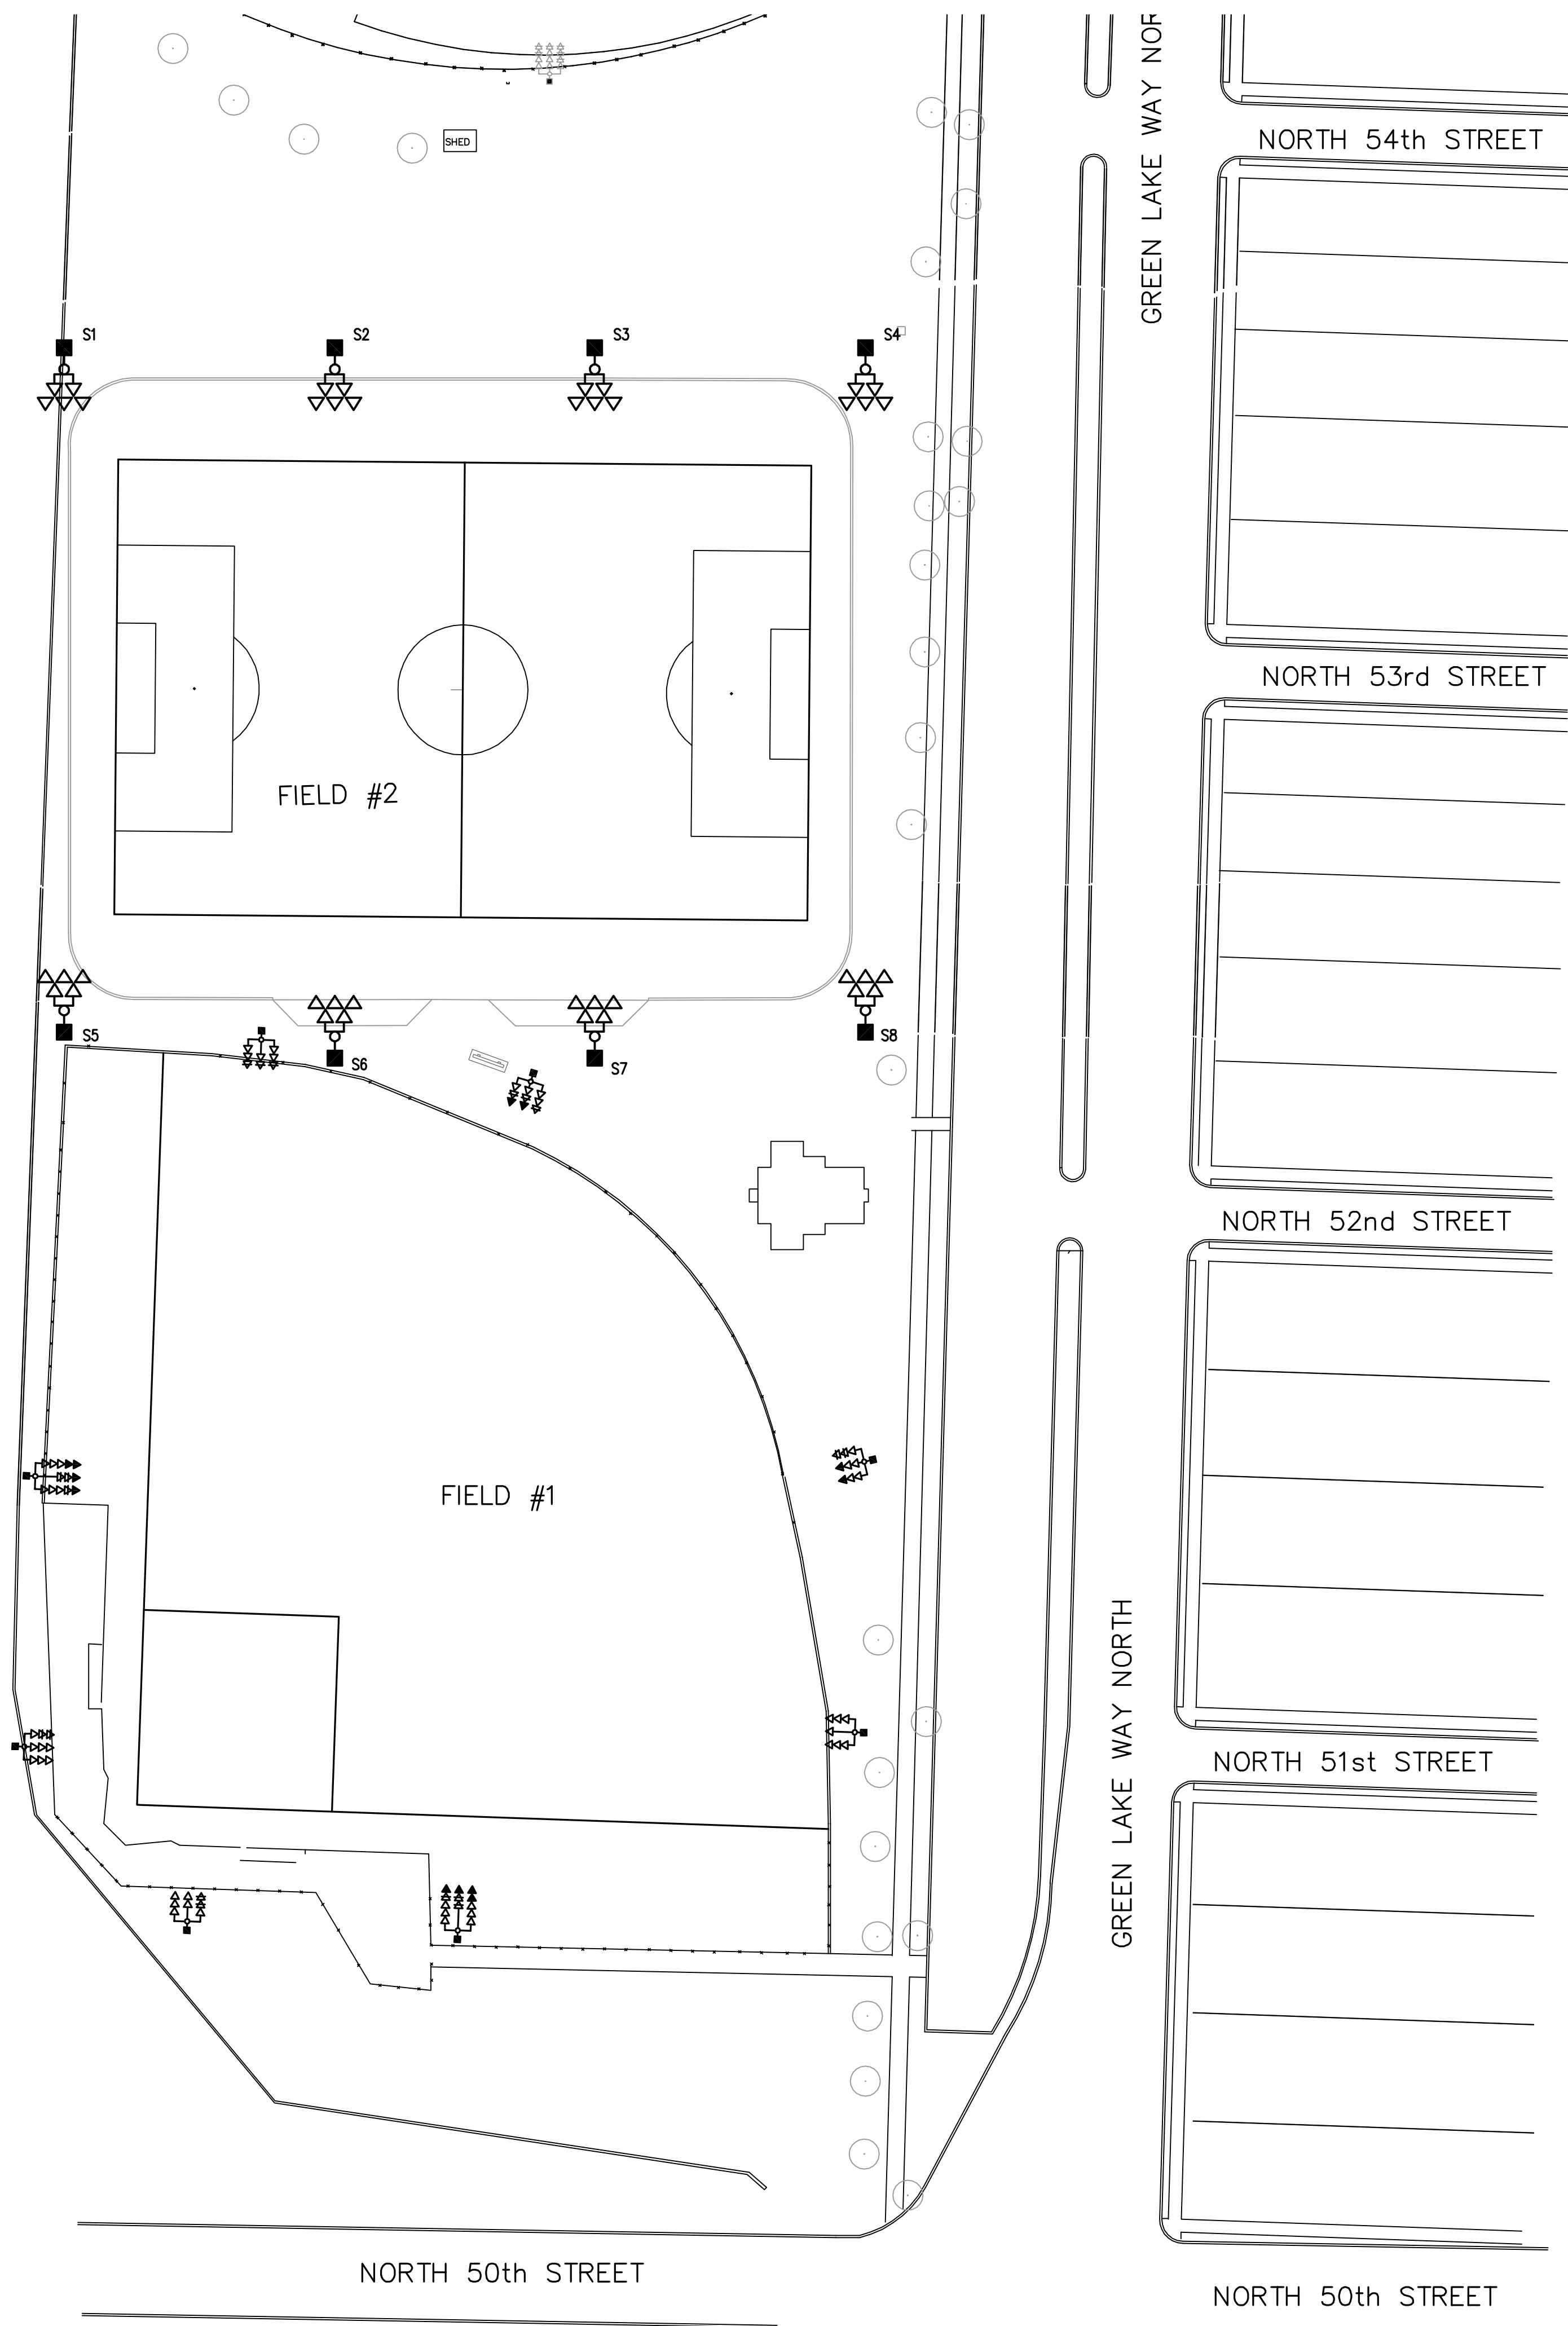 GREEN LAKE WAY NOR
NORTH 54th STREET
SHED
S1
S2
S3
S4
NORTH 53rd STREET
FIELD #2
S5
S6
S7
S8
NORTH 52nd STREET
FIELD #1
GREEN LAKE WAY NORTH
NORTH 51st STREET
NORTH 50th STREET
NORTH 50th STREET